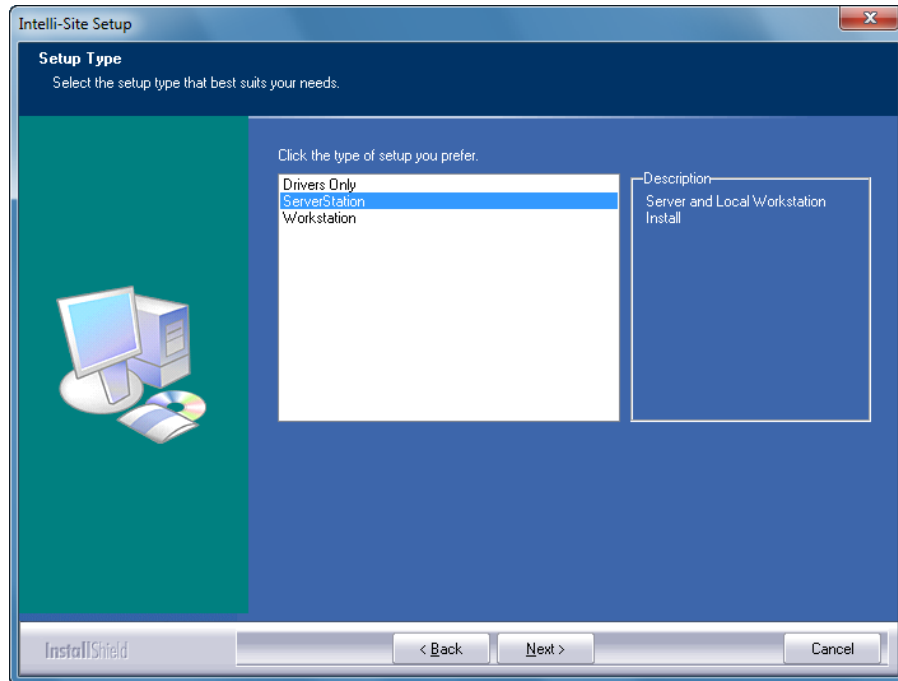 Intelli-Site Setup
Setup Type
Select the setup type that best suits your needs.
Click the type of setup you prefer.
Drivers Only
ServerStation
Workstation
Description
Server and Local Workstation
Install
InstallShield
< Back
Next >
Cancel